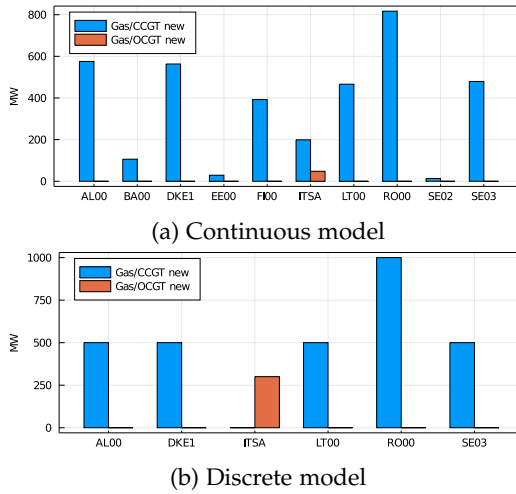 800
600
400
200
0
MW
Gas/CCGT new
Gas/OCGT new
AL00 BA00 DKE1 EE00 FI00 ITSA LT00 RO00 SE02 SE03
(a) Continuous model
1000
750
500
250
0
MW
Gas/CCGT new
Gas/OCGT new
AL00 DKE1 ITSA LT00 RO00 SE03
(b) Discrete model